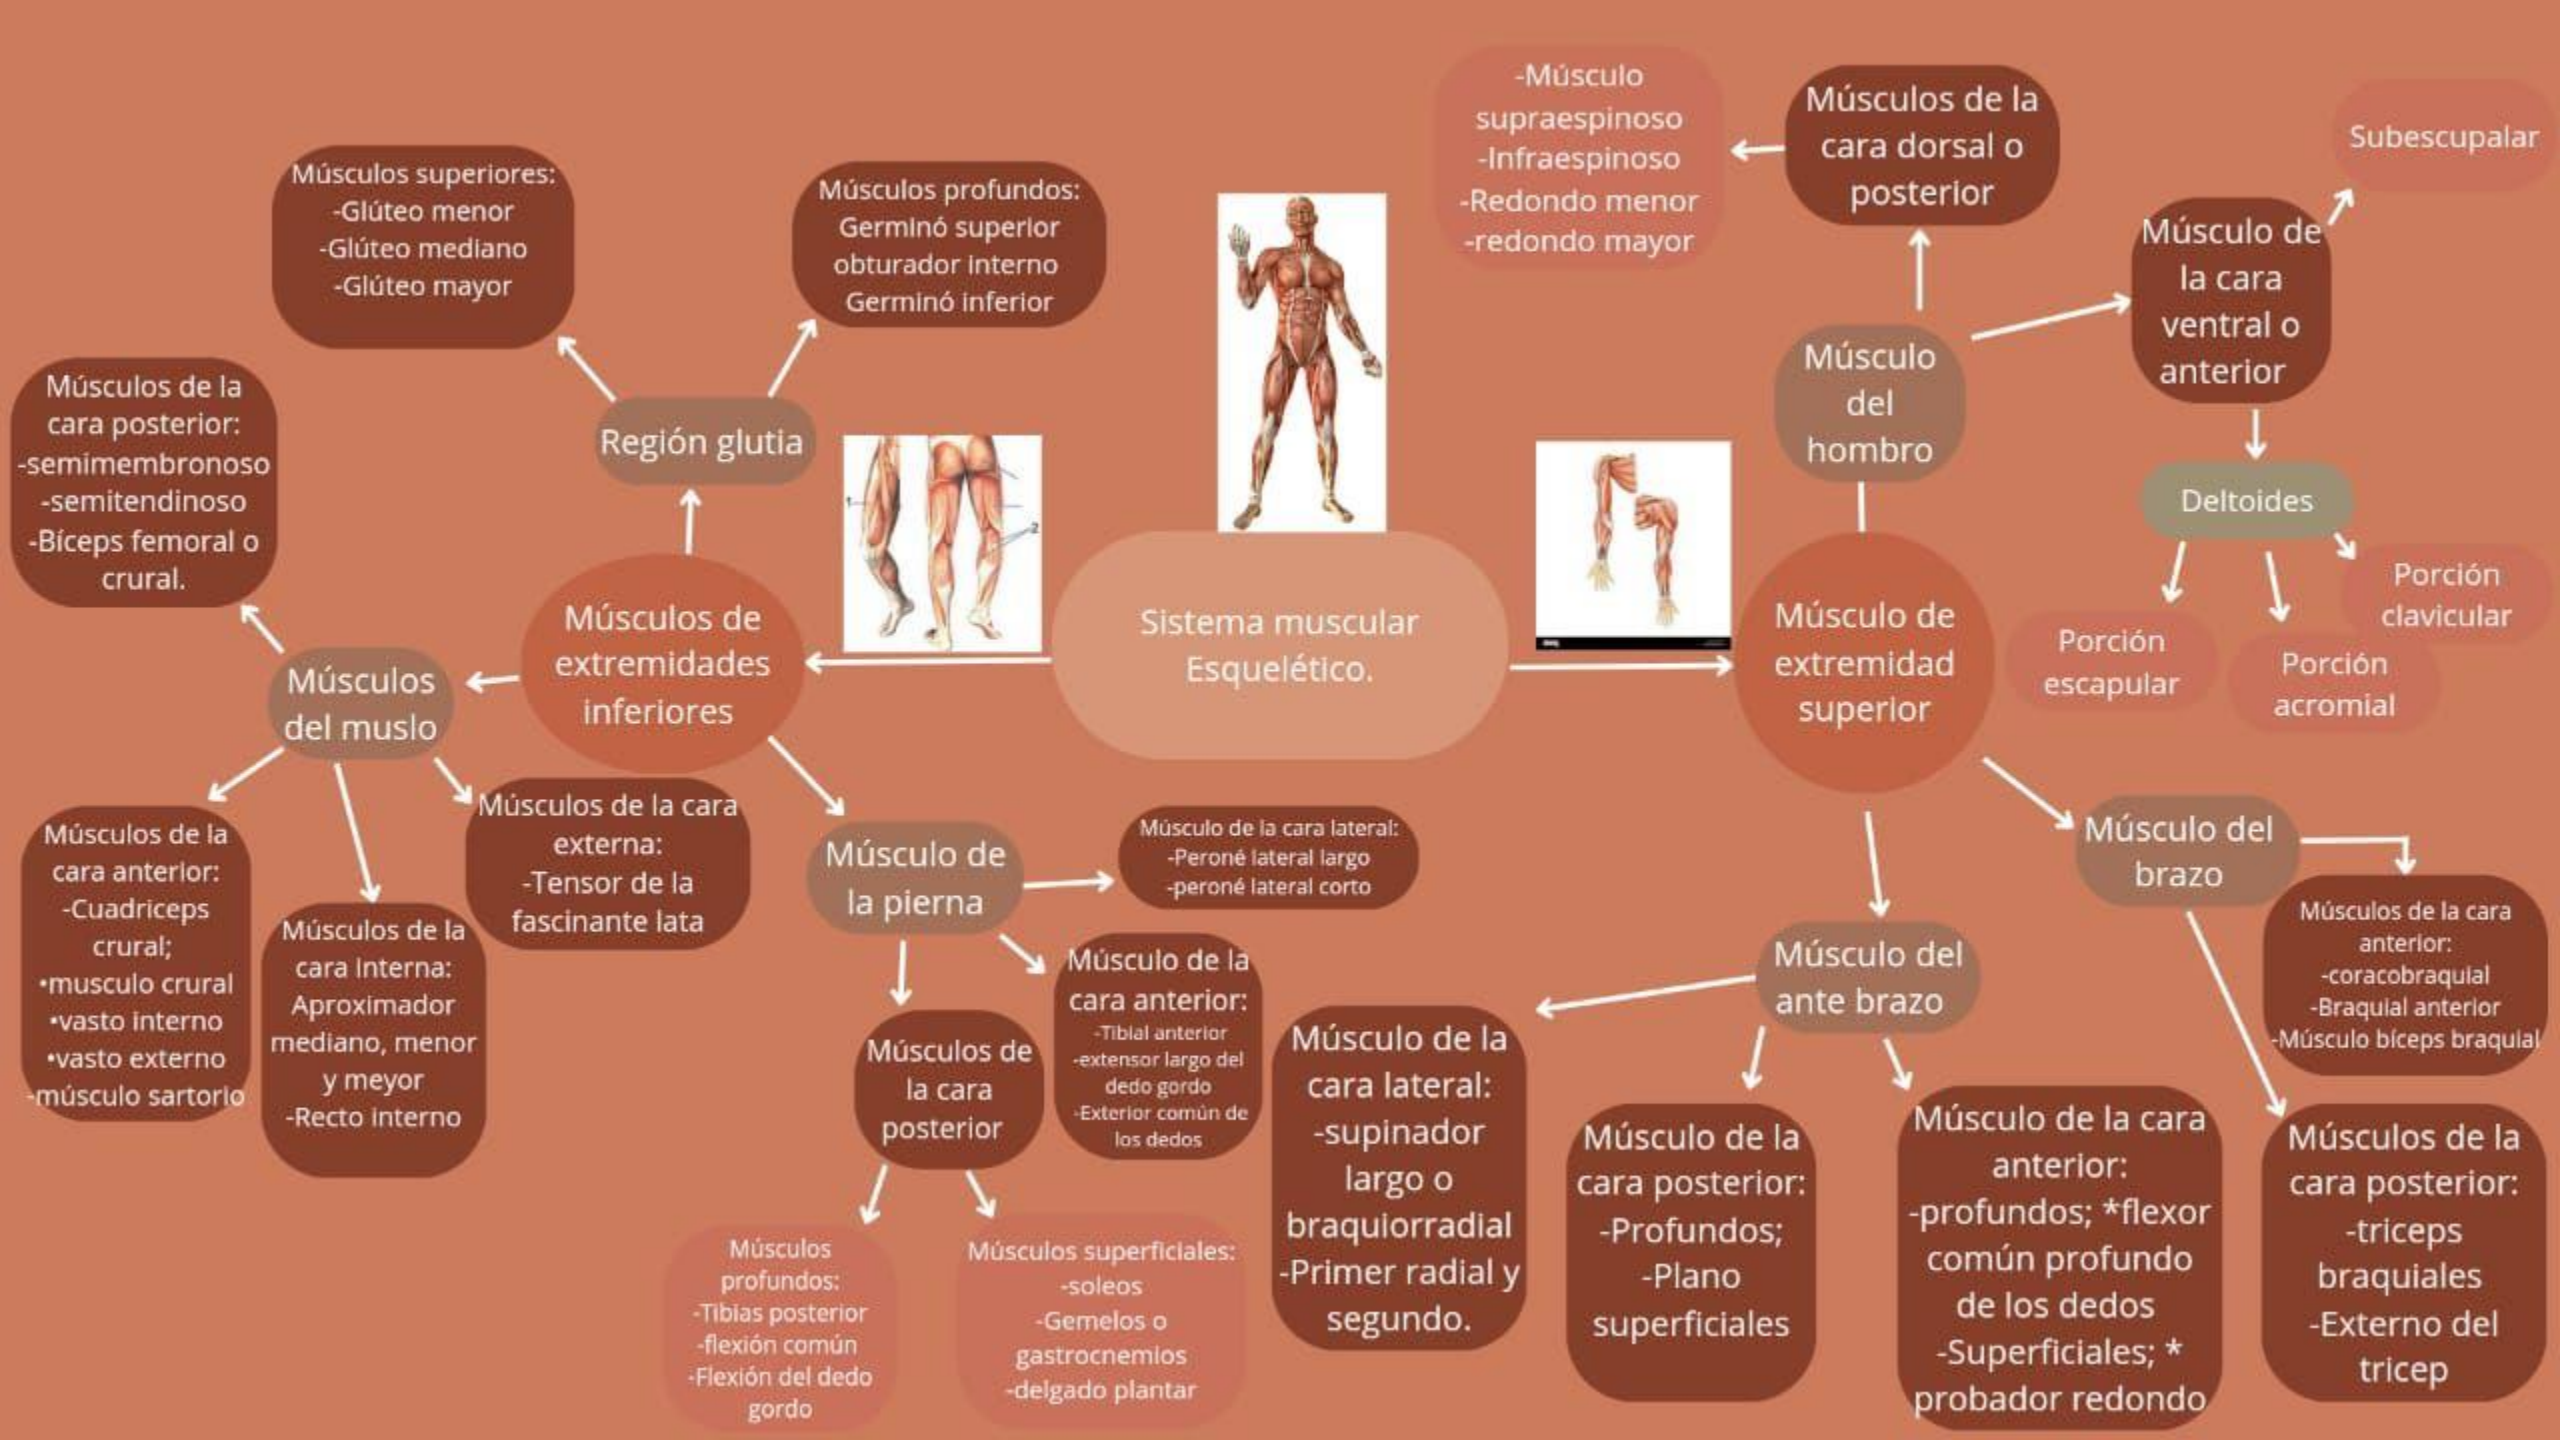 Sistema muscular
Esquelético.
Músculos de
extremidades
inferiores
Región glutia
Músculos superiores:
-Glúteo menor
-Glúteo mediano
-Glúteo mayor
Músculos profundos:
Germinó superior
obturador interno
Germinó inferior
Músculos
del muslo
Músculos de la
cara posterior:
-semimembronoso
-semitendinoso
-Bíceps femoral o
crural.
Músculos de la
cara anterior:
-Cuadriceps
crural;
•musculo crural
•vasto interno
•vasto externo
-músculo sartorio
Músculos de la
cara interna:
Aproximador
mediano, menor
y meyor
-Recto interno
Músculos de la cara
externa:
-Tensor de la
fascinante lata
Músculo de
la pierna
Músculo de la cara lateral:
-Peroné lateral largo
-peroné lateral corto
Músculo de la
cara anterior:
-Tibial anterior
-extensor largo del
dedo gordo
-Exterior común de
los dedos
Músculos de
la cara
posterior
Músculos
profundos:
-Tibias posterior
-flexión común
-Flexión del dedo
gordo
Músculos superficiales:
-soleos
-Gemelos o
gastrocnemios
-delgado plantar
1
2
Músculo de
extremidad
superior
Músculo
del
hombro
Músculos de la
cara dorsal o
posterior
-Músculo
supraespinoso
-Infraespinoso
-Redondo menor
-redondo mayor
Músculo de
la cara
ventral o
anterior
Subescupalar
Deltoides
Porción
escapular
Porción
acromial
Porción
clavicular
Músculo del
brazo
Músculos de la cara
anterior:
-coracobraquial
-Braquial anterior
-Músculo bíceps braquial
Músculos de la
cara posterior:
-triceps
braquiales
-Externo del
tricep
Músculo del
ante brazo
Músculo de la
cara lateral:
-supinador
largo o
braquiorradial
-Primer radial y
segundo.
Músculo de la
cara posterior:
-Profundos;
-Plano
superficiales
Músculo de la cara
anterior:
-profundos; *flexor
común profundo
de los dedos
-Superficiales; *
probador redondo